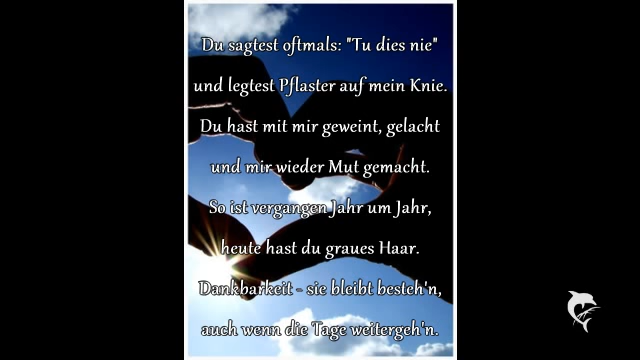 Du sagtest oftmals: "Tu dies nie"
und legtest Pflaster auf mein Knie.
Du hast mit mir geweint, gelacht
und mir wieder Mut gemacht.
So ist vergangen Jahr um Jahr,
heute hast du graues Haar.
Dankbarkeit - sie bleibt besteh'n,
auch wenn die Tage weitergeh'n.